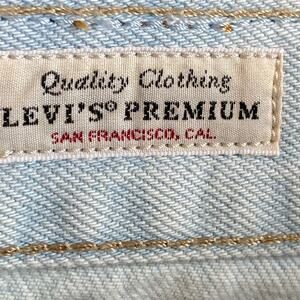 Quality Clothing
LEVI'S® PREMIUM
SAN FRANCISCO, CAL.